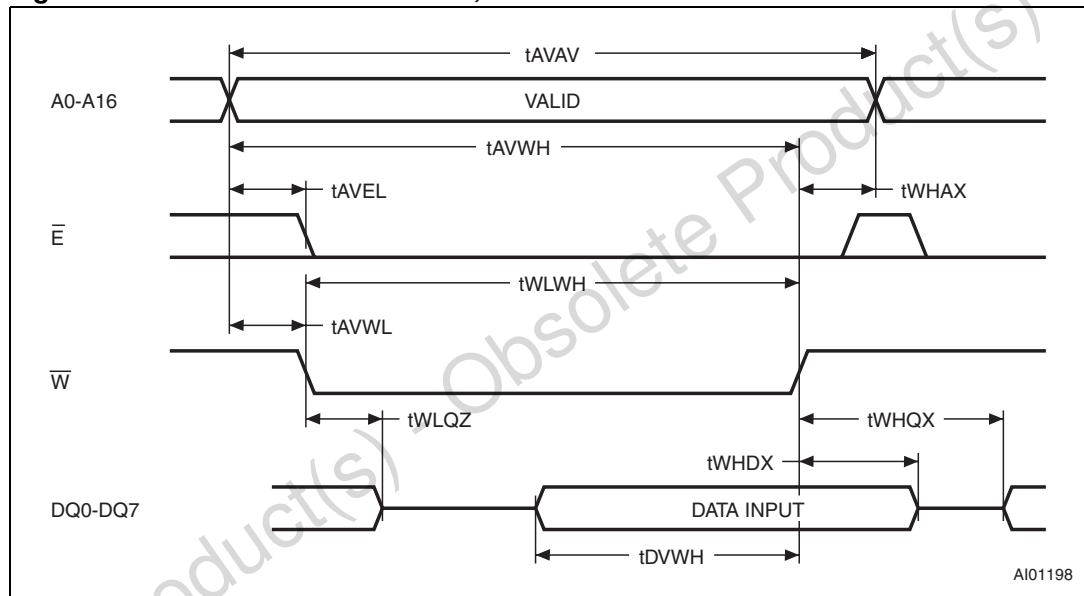 tAVAV
A0-A16
VALID
tAVWH
tAVEL
tWHAX
E
tWLWH
tAVWL
W
tWLQZ
tWHQX
tWHDX
DQ0-DQ7
DATA INPUT
tDVWH
AI01198
Obsolete Product(s)
oduct(s) - Obsolete Product(s)